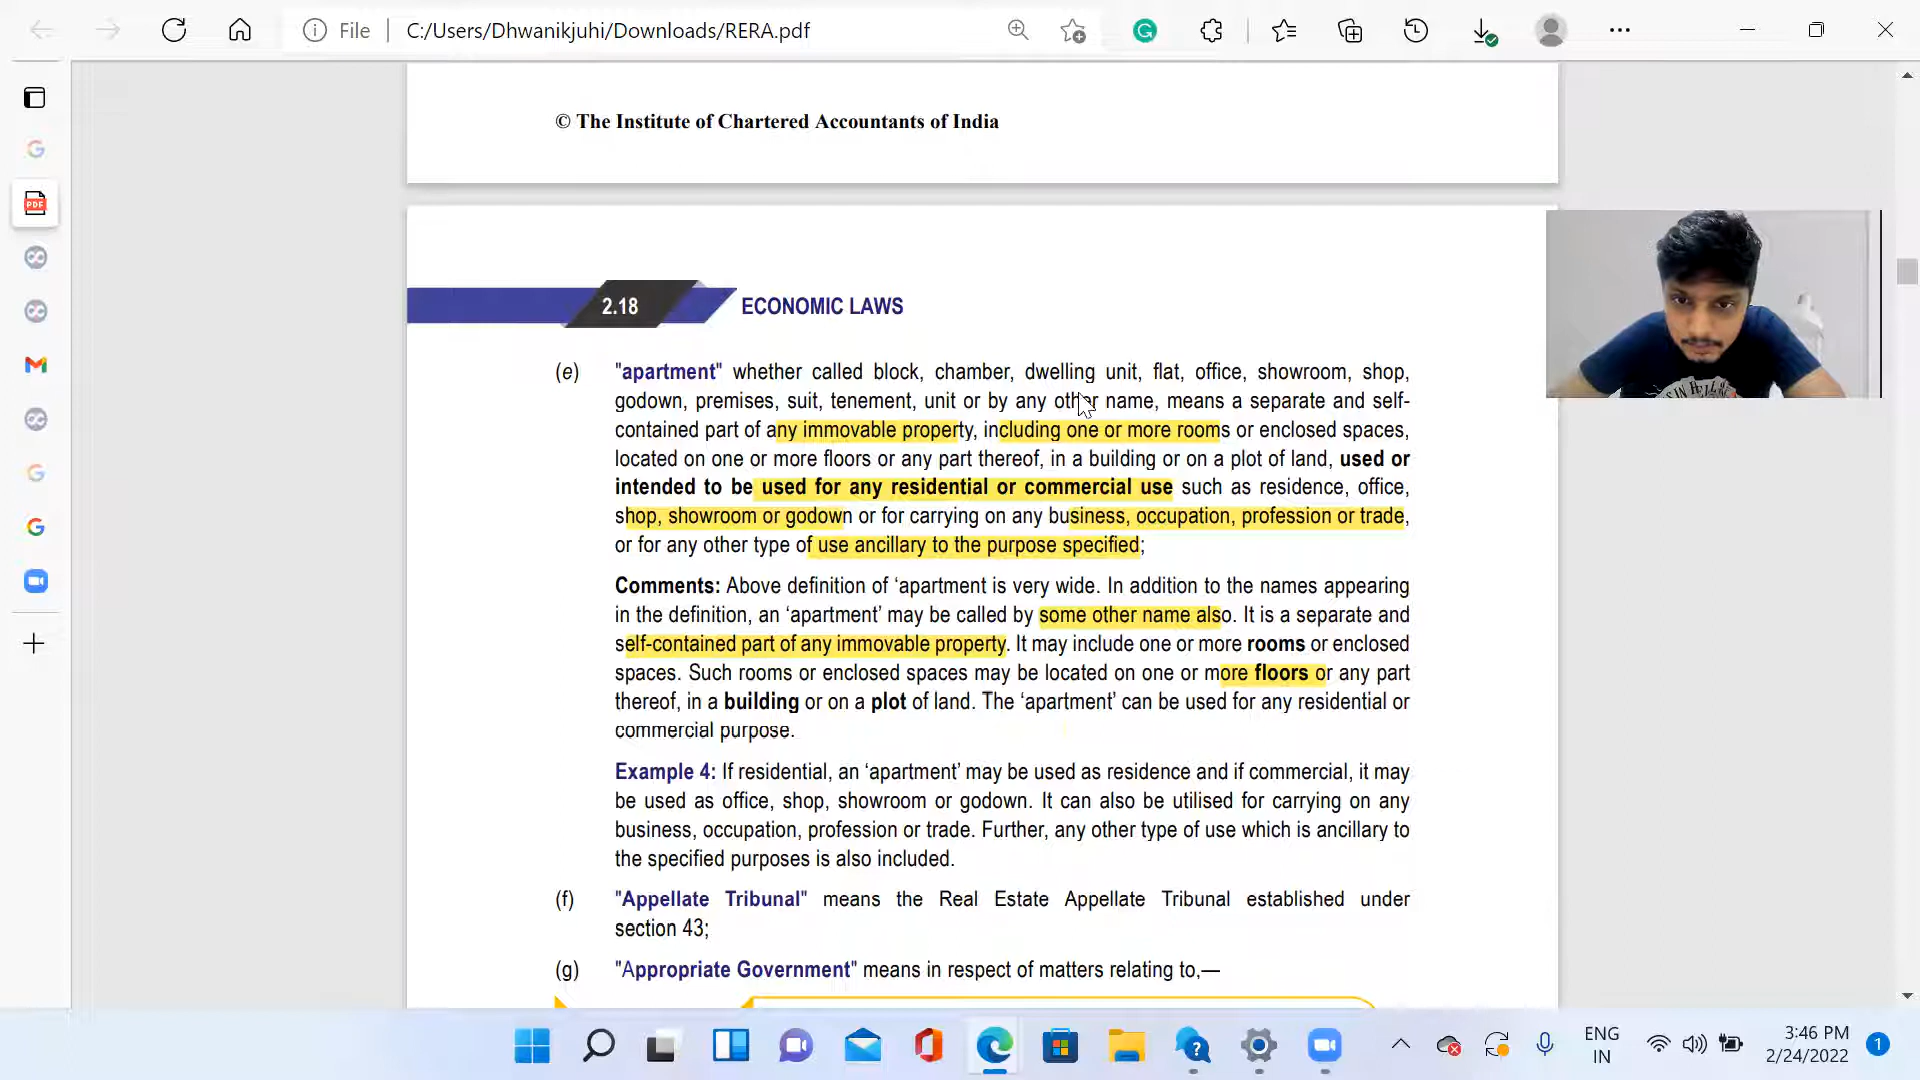 File
C:/Users/Dhwanikjuhi/Downloads/RERA.pdf
© The Institute of Chartered Accountants of India
2.18 ECONOMIC LAWS
(e) "apartment" whether called block, chamber, dwelling unit, flat, office, showroom, shop,
godown, premises, suit, tenement, unit or by any other name, means a separate and self-
contained part of any immovable property, including one or more rooms or enclosed spaces,
located on one or more floors or any part thereof, in a building or on a plot of land, used or
intended to be used for any residential or commercial use such as residence, office,
shop, showroom or godown or for carrying on any business, occupation, profession or trade,
or for any other type of use ancillary to the purpose specified;
Comments: Above definition of ‘apartment is very wide. In addition to the names appearing
in the definition, an ‘apartment’ may be called by some other name also. It is a separate and
self-contained part of any immovable property. It may include one or more rooms or enclosed
spaces. Such rooms or enclosed spaces may be located on one or more floors or any part
thereof, in a building or on a plot of land. The ‘apartment’ can be used for any residential or
commercial purpose.
Example 4: If residential, an ‘apartment’ may be used as residence and if commercial, it may
be used as office, shop, showroom or godown. It can also be utilised for carrying on any
business, occupation, profession or trade. Further, any other type of use which is ancillary to
the specified purposes is also included.
(f) "Appellate Tribunal" means the Real Estate Appellate Tribunal established under
section 43;
(g) "Appropriate Government" means in respect of matters relating to,—
PDF
ENG
IN
3:46 PM
2/24/2022
1